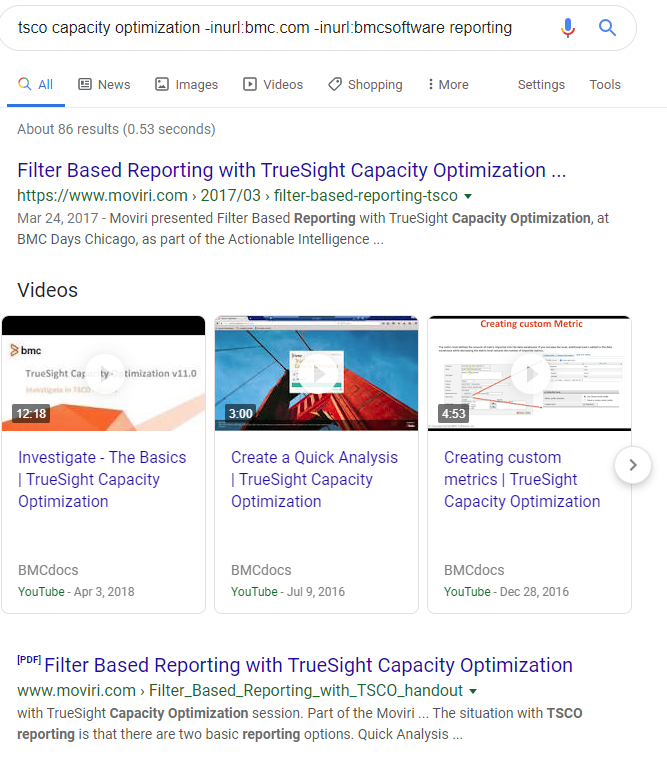 tsco capacity optimization -inurl:bmc.com -inurl:bmcsoftware reporting
All News Images Videos Shopping More Settings Tools
About 86 results (0.53 seconds)
Filter Based Reporting with TrueSight Capacity Optimization ...
https://www.moviri.com › 2017/03 › filter-based-reporting-tsco
Mar 24, 2017 - Moviri presented Filter Based Reporting with TrueSight Capacity Optimization, at
BMC Days Chicago, as part of the Actionable Intelligence ...
Videos
bmc
TrueSight Capacity Optimization v11.0
Investigate in TSCO
12:18
Investigate - The Basics
| TrueSight Capacity
Optimization
BMCdocs
YouTube - Apr 3, 2018
bmc
3:00
Create a Quick Analysis
| TrueSight Capacity
Optimization
BMCdocs
YouTube - Jul 9, 2016
Creating custom Metric
4:53
Creating custom
metrics | TrueSight
Capacity Optimization
BMCdocs
YouTube - Dec 28, 2016
[PDF] Filter Based Reporting with TrueSight Capacity Optimization
www.moviri.com › Filter_Based_Reporting_with_TSCO_handout
with TrueSight Capacity Optimization session. Part of the Moviri ... The situation with TSCO
reporting is that there are two basic reporting options. Quick Analysis ...